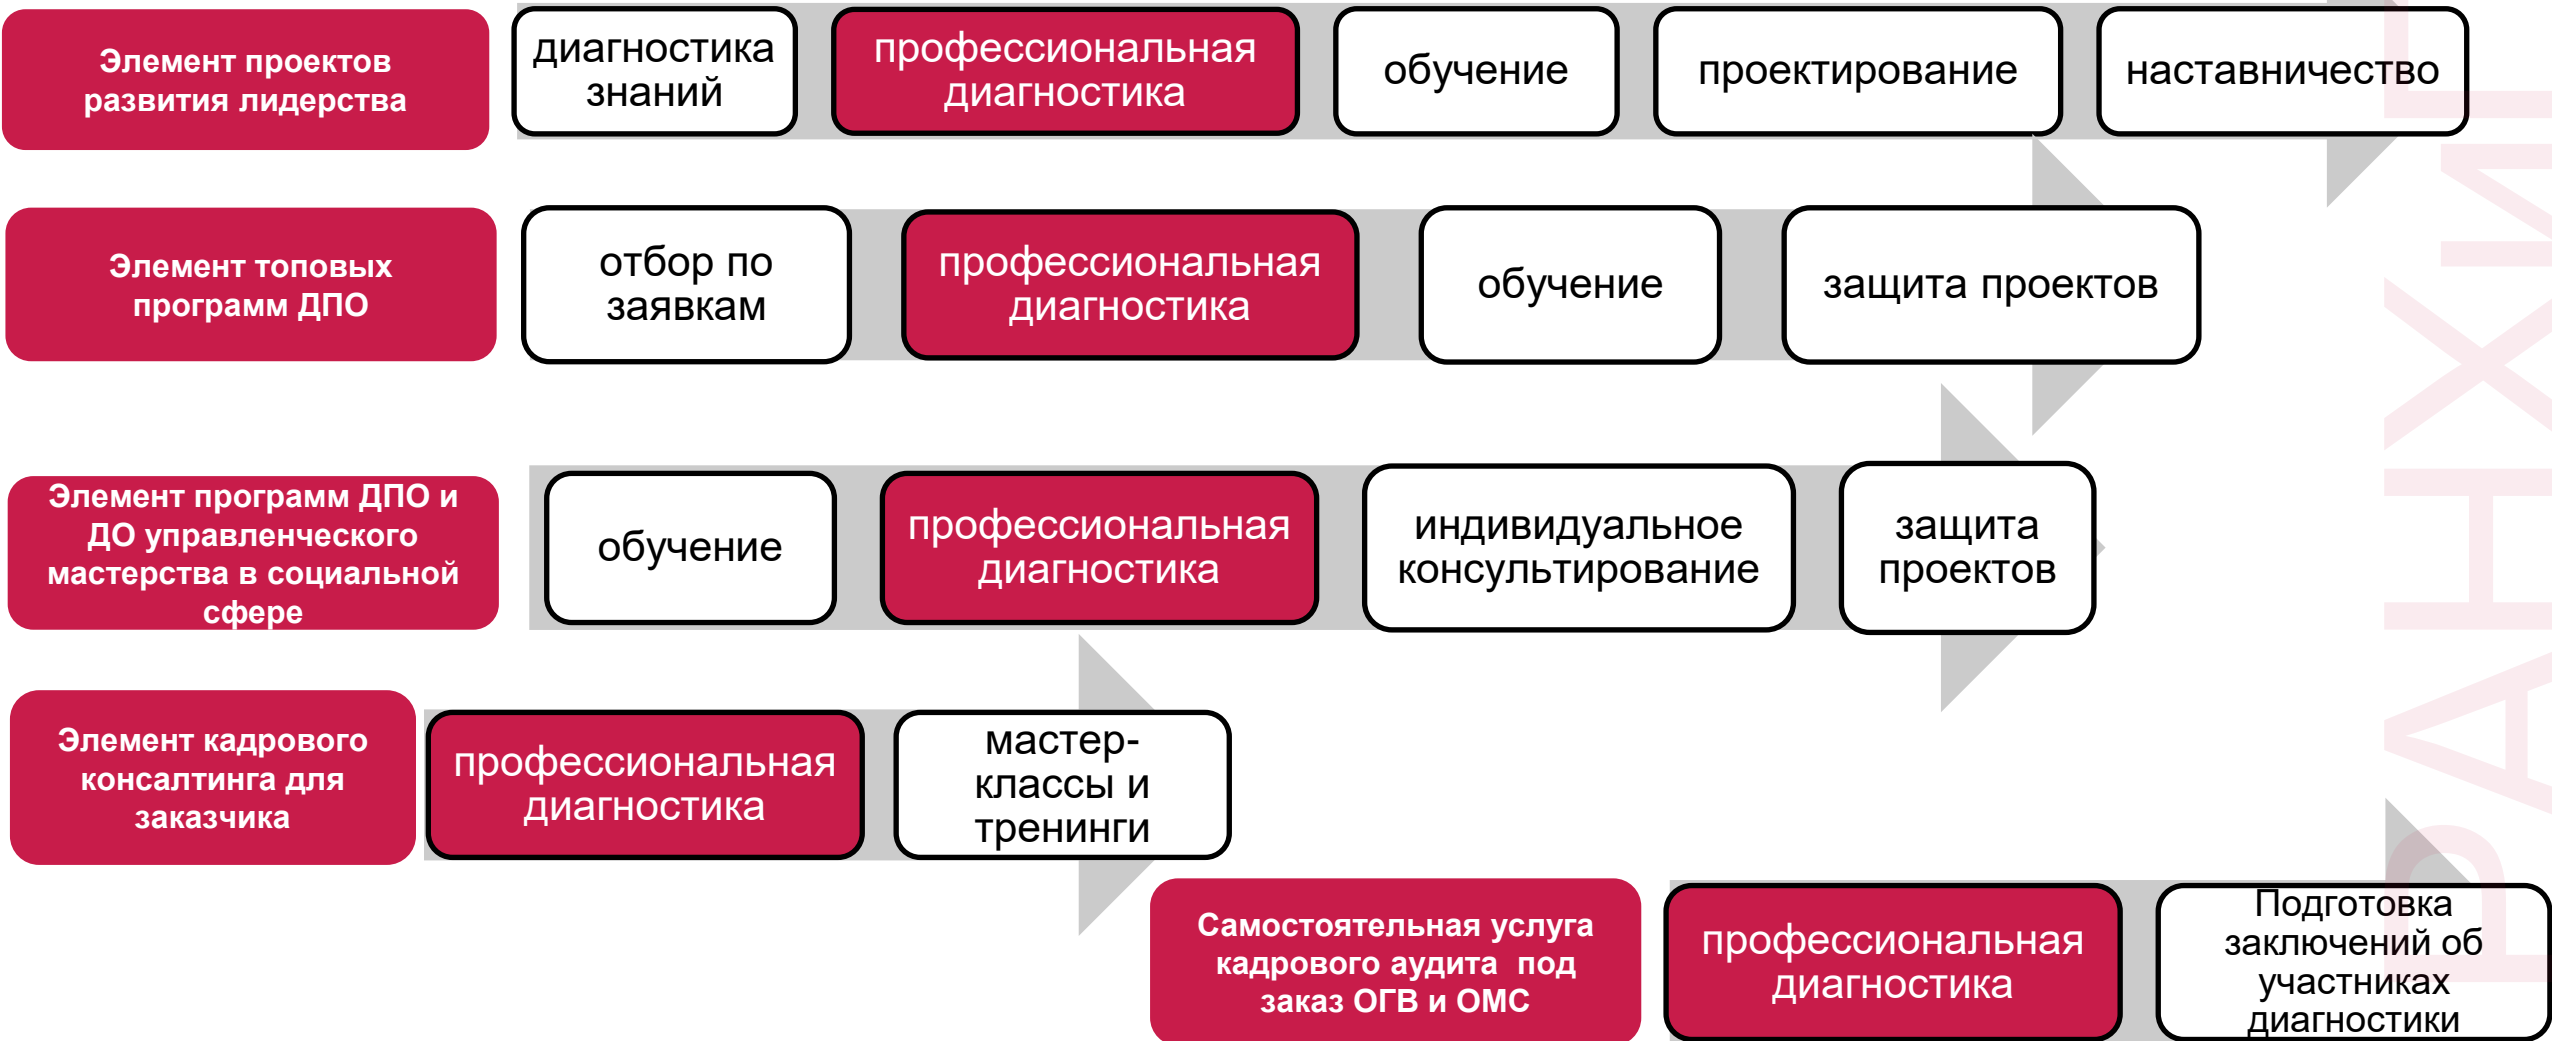 Элемент проектов
развития лидерства
диагностика
знаний
профессиональная
диагностика
обучение
проектирование
наставничество
Элемент топовых
программ ДПО
отбор по
заявкам
профессиональная
диагностика
обучение
защита проектов
Элемент программ ДПО и
ДО управленческого
мастерства в социальной
сфере
обучение
профессиональная
диагностика
индивидуальное
консультирование
защита
проектов
Элемент кадрового
консалтинга для
заказчика
профессиональная
диагностика
мастер-
классы и
тренинги
Самостоятельная услуга
кадрового аудита  под
заказ ОГВ и ОМС
профессиональная
диагностика
Подготовка
заключений об
участниках
диагностики
РАНХиГ